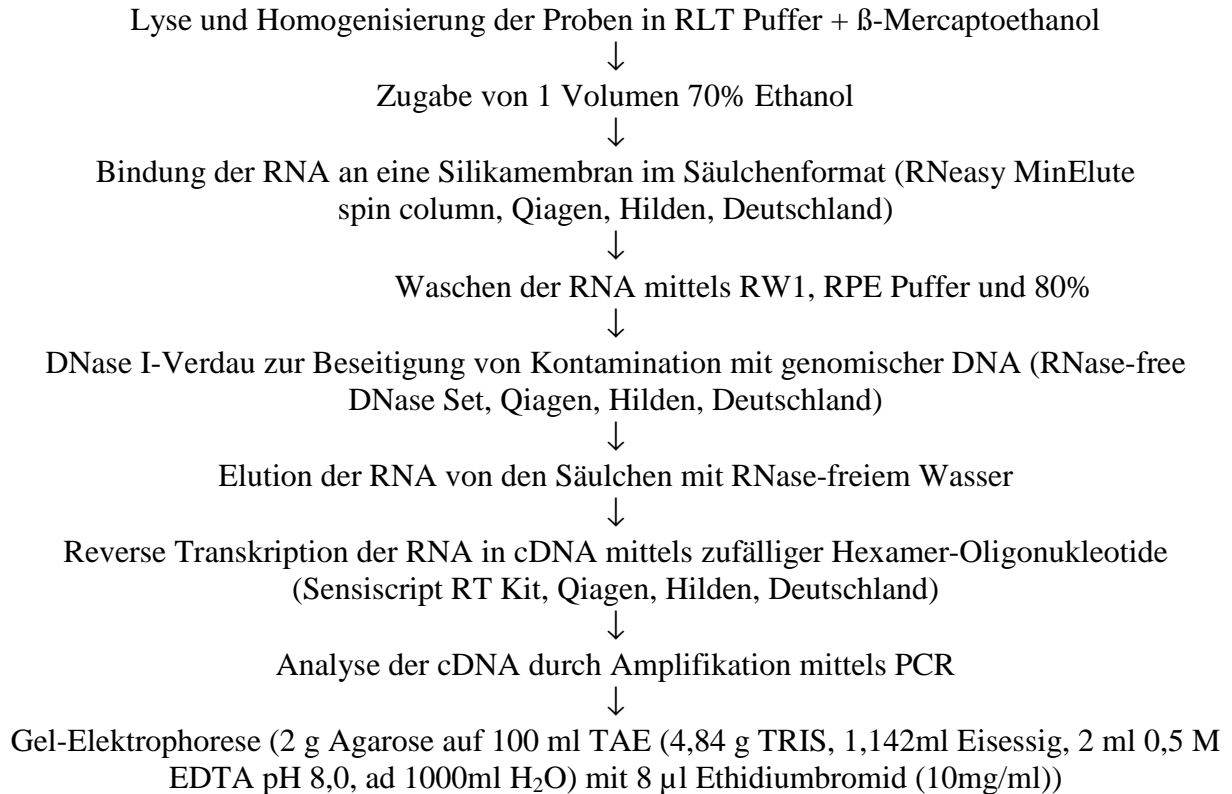 Lyse und Homogenisierung der Proben in RLT Puffer + ß-Mercaptoethanol
↓
Zugabe von 1 Volumen 70% Ethanol
↓
Bindung der RNA an eine Silikamembran im Säulchenformat (RNeasy MinElute
spin column, Qiagen, Hilden, Deutschland)
↓
Waschen der RNA mittels RW1, RPE Puffer und 80%
↓
DNase I-Verdau zur Beseitigung von Kontamination mit genomischer DNA (RNase-free
DNase Set, Qiagen, Hilden, Deutschland)
↓
Elution der RNA von den Säulchen mit RNase-freiem Wasser
↓
Reverse Transkription der RNA in cDNA mittels zufälliger Hexamer-Oligonukleotide
(Sensiscript RT Kit, Qiagen, Hilden, Deutschland)
↓
Analyse der cDNA durch Amplifikation mittels PCR
↓
Gel-Elektrophorese (2 g Agarose auf 100 ml TAE (4,84 g TRIS, 1,142ml Eisessig, 2 ml 0,5 M
EDTA pH 8,0, ad 1000ml H₂O) mit 8 µl Ethidiumbromid (10mg/ml))